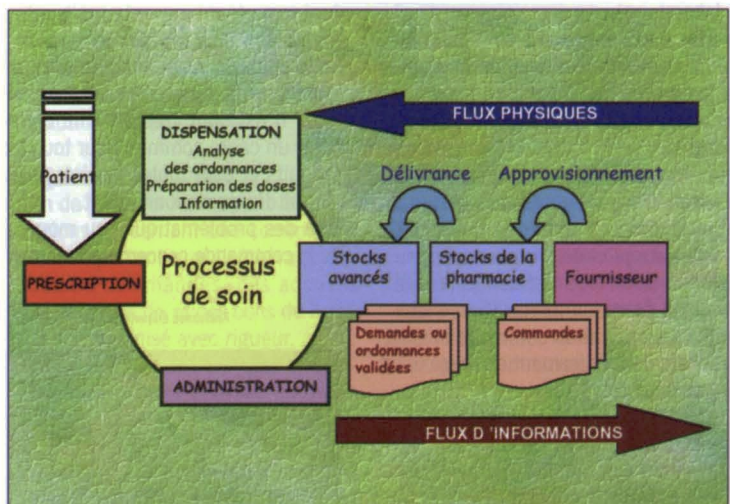 FLUX PHYSIQUES
DISPENSATION
Analyse
des ordonnances
Préparation des doses
Information
Patient
Délivrance
Approvisionnement
PRESCRIPTION
Processus
de soin
Stocks
avancés
Stocks de la
pharmacie
Fournisseur
Demandes ou
ordonnances
validées
Commandes
ADMINISTRATION
FLUX D 'INFORMATIONS